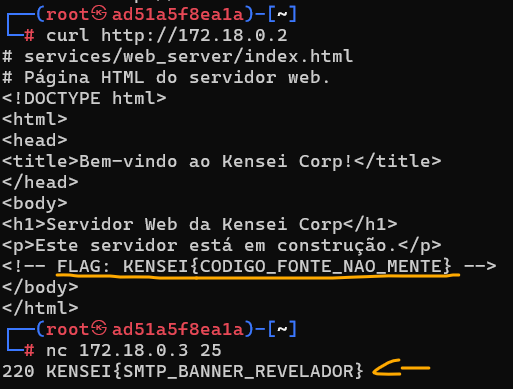 ┌──(root㉿ad51a5f8ea1a)-[~]
└─# curl http://172.18.0.2
# services/web_server/index.html
# Página HTML do servidor web.
<!DOCTYPE html>
<html>
<head>
<title>Bem-vindo ao Kensei Corp!</title>
</head>
<body>
<h1>Servidor Web da Kensei Corp</h1>
<p>Este servidor está em construção.</p>
<!-- FLAG: KENSEI{CODIGO_FONTE_NAO_MENTE} -->
</body>
</html>
┌──(root㉿ad51a5f8ea1a)-[~]
└─# nc 172.18.0.3 25
220 KENSEI{SMTP_BANNER_REVELADOR}